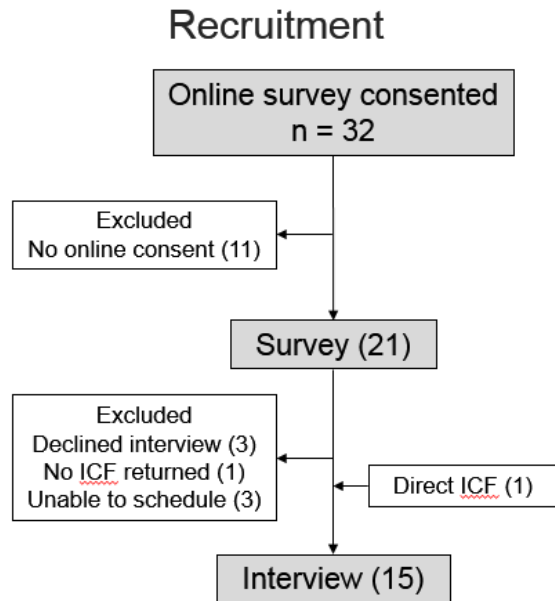 Recruitment
Online survey consented
n = 32
Excluded
No online consent (11)
Survey (21)
Excluded
Declined interview (3)
No ICF returned (1)
Unable to schedule (3)
Direct ICF (1)
Interview (15)